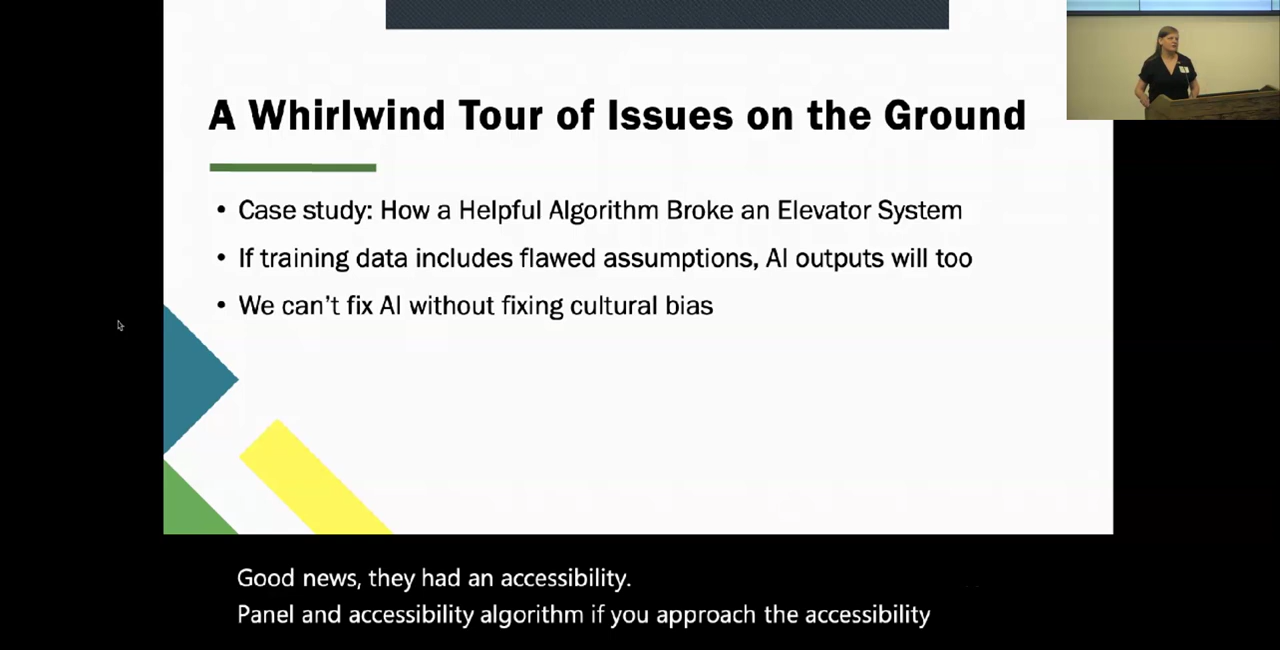 A Whirlwind Tour of Issues on the Ground
• Case study: How a Helpful Algorithm Broke an Elevator System
• If training data includes flawed assumptions, AI outputs will too
• We can’t fix AI without fixing cultural bias
Good news, they had an accessibility.
Panel and accessibility algorithm if you approach the accessibility